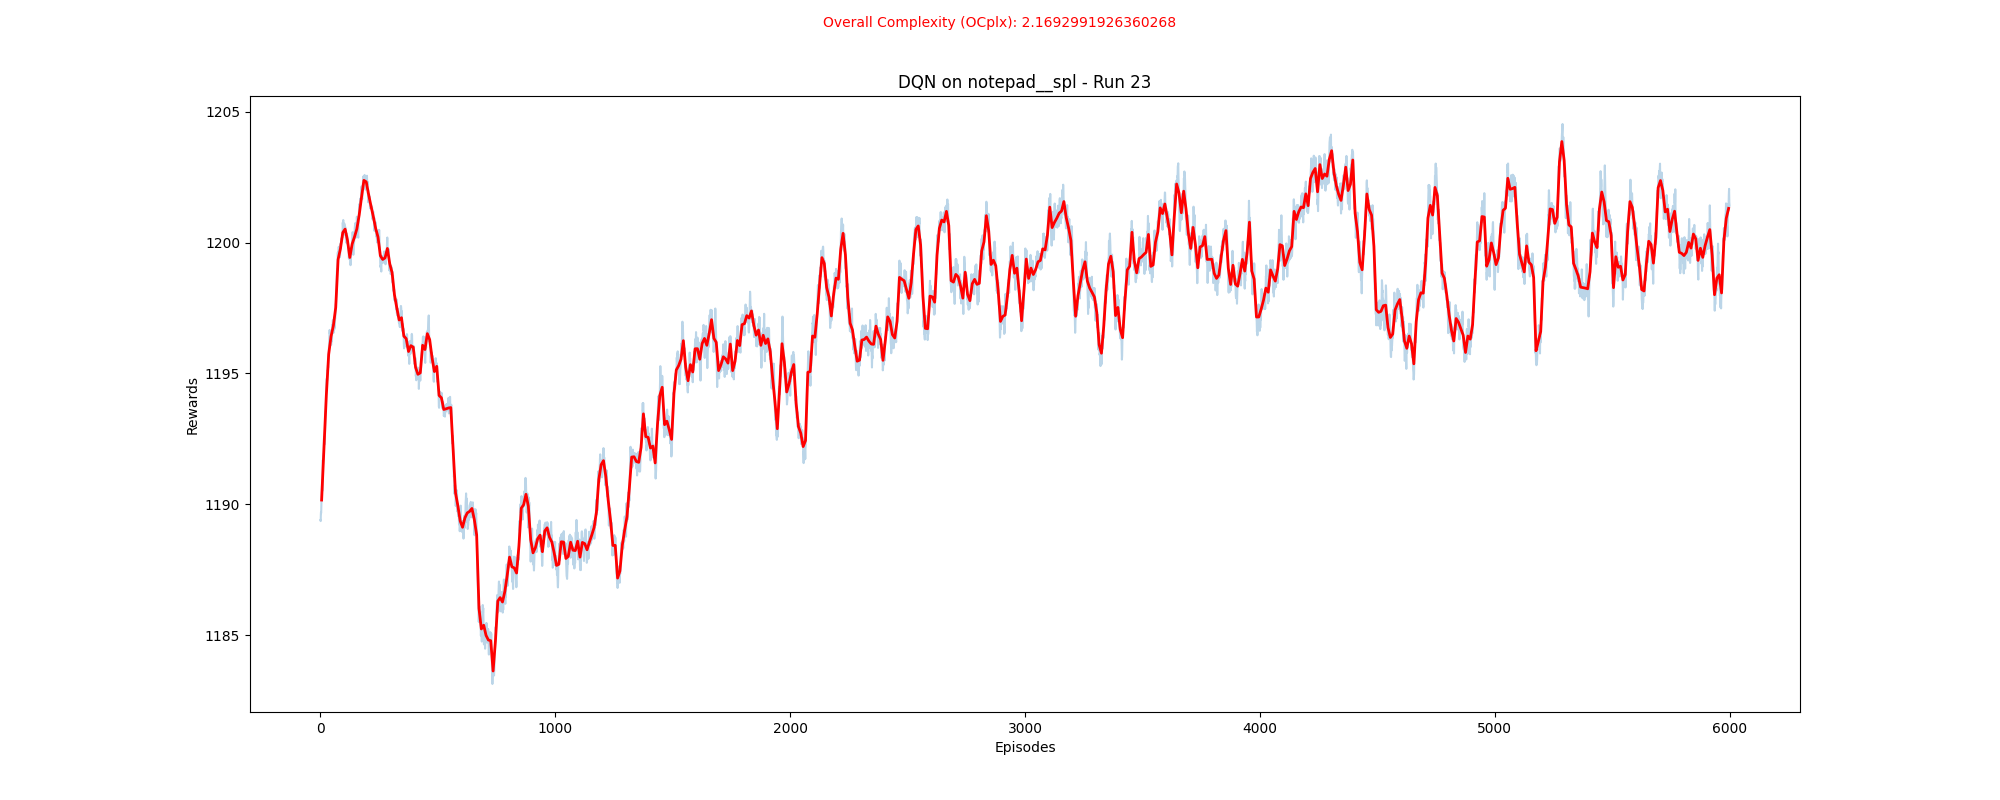 Overall Complexity (OCplx): 2.1692991926360268
DQN on notepad__spl - Run 23
1205
1200
1195
1190
1185
Rewards
0 1000 2000 3000 4000 5000 6000
Episodes